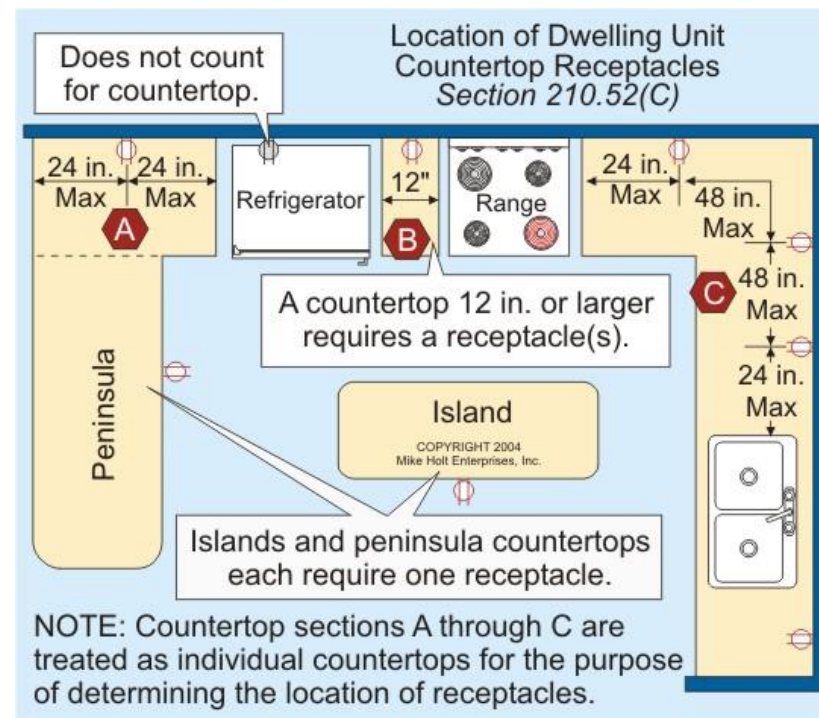 Does not count
for countertop.
Location of Dwelling Unit
Countertop Receptacles
Section 210.52(C)
24 in.
Max
24 in.
Max
A
Refrigerator
12"
B
Range
24 in.
Max
48 in.
Max
C
48 in.
Max
24 in.
Max
A countertop 12 in. or larger
requires a receptacle(s).
Peninsula
Island
COPYRIGHT 2004
Mike Holt Enterprises, Inc.
Islands and peninsula countertops
each require one receptacle.
NOTE: Countertop sections A through C are
treated as individual countertops for the purpose
of determining the location of receptacles.